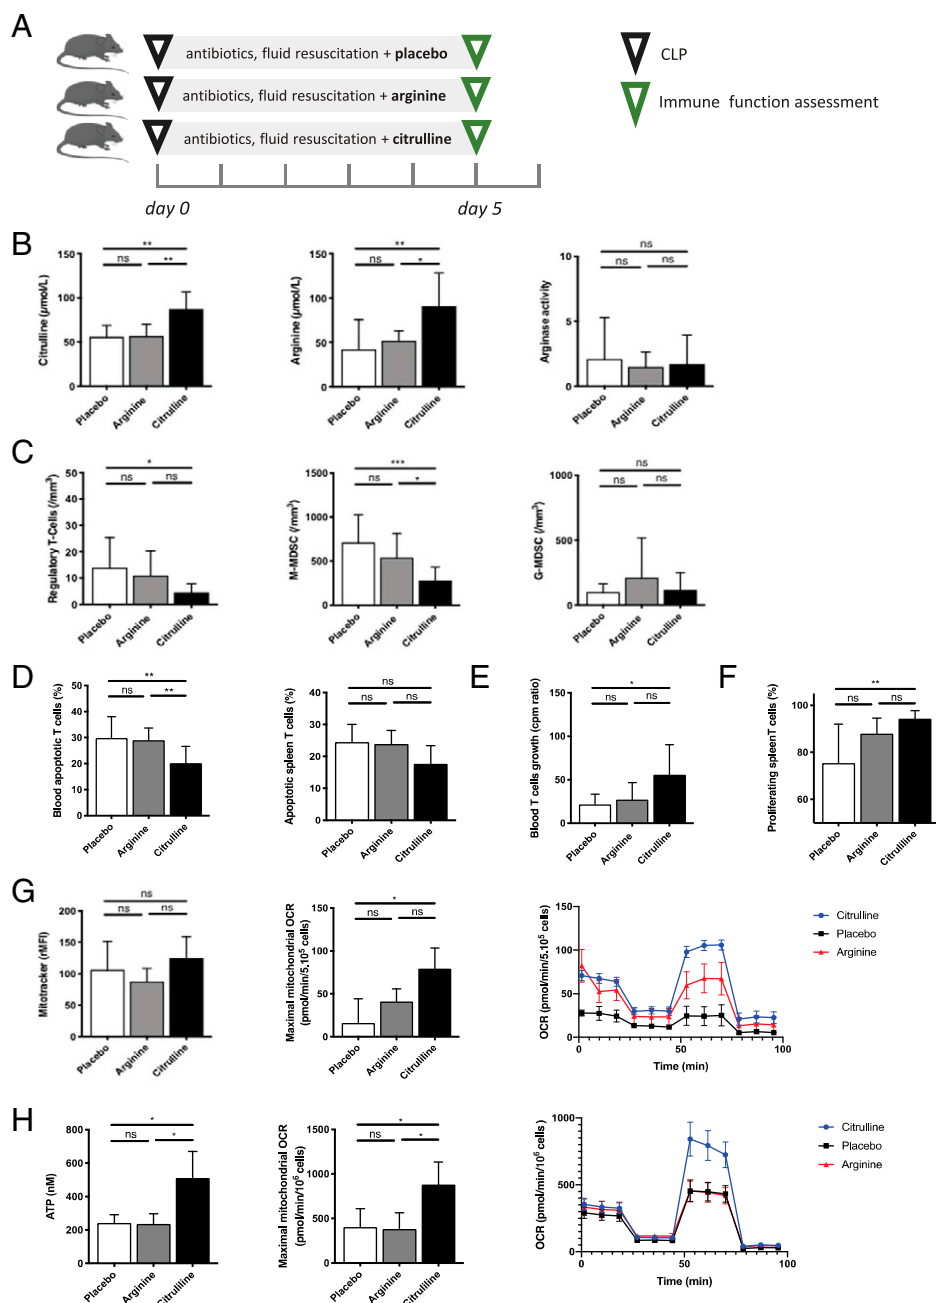 A
antibiotics, fluid resuscitation + placebo
antibiotics, fluid resuscitation + arginine
antibiotics, fluid resuscitation + citrulline
day 0
day 5
CLP
Immune function assessment
B
Citrulline (µmol/L)
150
100
50
0
**
ns
**
Placebo
Arginine
Citrulline
Arginine (µmol/L)
150
100
50
0
**
ns
*
Placebo
Arginine
Citrulline
Arginase activity
10
5
0
ns
ns
ns
Placebo
Arginine
Citrulline
C
Regulatory T-Cells (/mm³)
50
40
30
20
10
0
*
ns
ns
Placebo
Arginine
Citrulline
M-MDSC (/mm³)
1500
1000
500
0
***
ns
*
Placebo
Arginine
Citrulline
G-MDSC (/mm³)
1000
500
0
ns
ns
ns
Placebo
Arginine
Citrulline
D
Blood apoptotic T cells (%)
50
40
30
20
10
0
**
ns
**
Placebo
Arginine
Citrulline
Apoptotic spleen T cells (%)
40
30
20
10
0
ns
ns
ns
Placebo
Arginine
Citrulline
E
Blood T cells growth (cpm ratio)
150
100
50
0
*
ns
ns
Placebo
Arginine
Citrulline
F
Proliferating spleenT cells (%)
100
80
60
**
ns
ns
Placebo
Arginine
Citrulline
G
Mitotracker (rMFI)
200
150
100
50
0
ns
ns
ns
Placebo
Arginine
Citrulline
Maximal mitochondrial OCR
(pmol/min/5.10⁵ cells)
150
100
50
0
*
ns
ns
Placebo
Arginine
Citrulline
OCR (pmol/min/5.10⁵ cells)
150
100
50
0
0
50
100
Time (min)
Citrulline
Placebo
Arginine
H
ATP (nM)
800
600
400
200
0
*
ns
*
Placebo
Arginine
Citrulline
Maximal mitochondrial OCR
(pmol/min/10⁶ cells)
1500
1000
500
0
*
ns
*
Placebo
Arginine
Citrulline
OCR (pmol/min/10⁶ cells)
1000
500
0
0
50
100
Time (min)
Citrulline
Placebo
Arginine